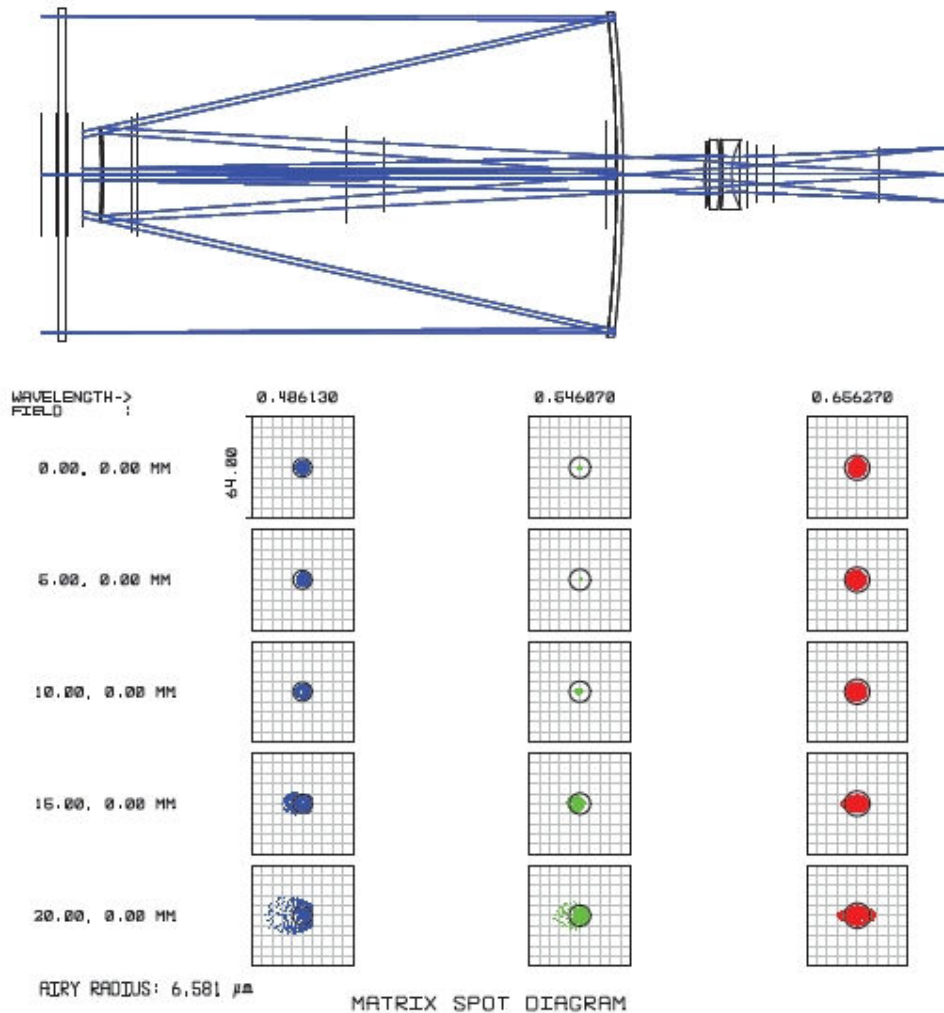 WAVELENGTH-> 0.486130 0.546070 0.656270
FIELD :
0.00, 0.00 MM
64.00
5.00, 0.00 MM
10.00, 0.00 MM
15.00, 0.00 MM
20.00, 0.00 MM
AIRY RADIUS: 6.581 µm
MATRIX SPOT DIAGRAM